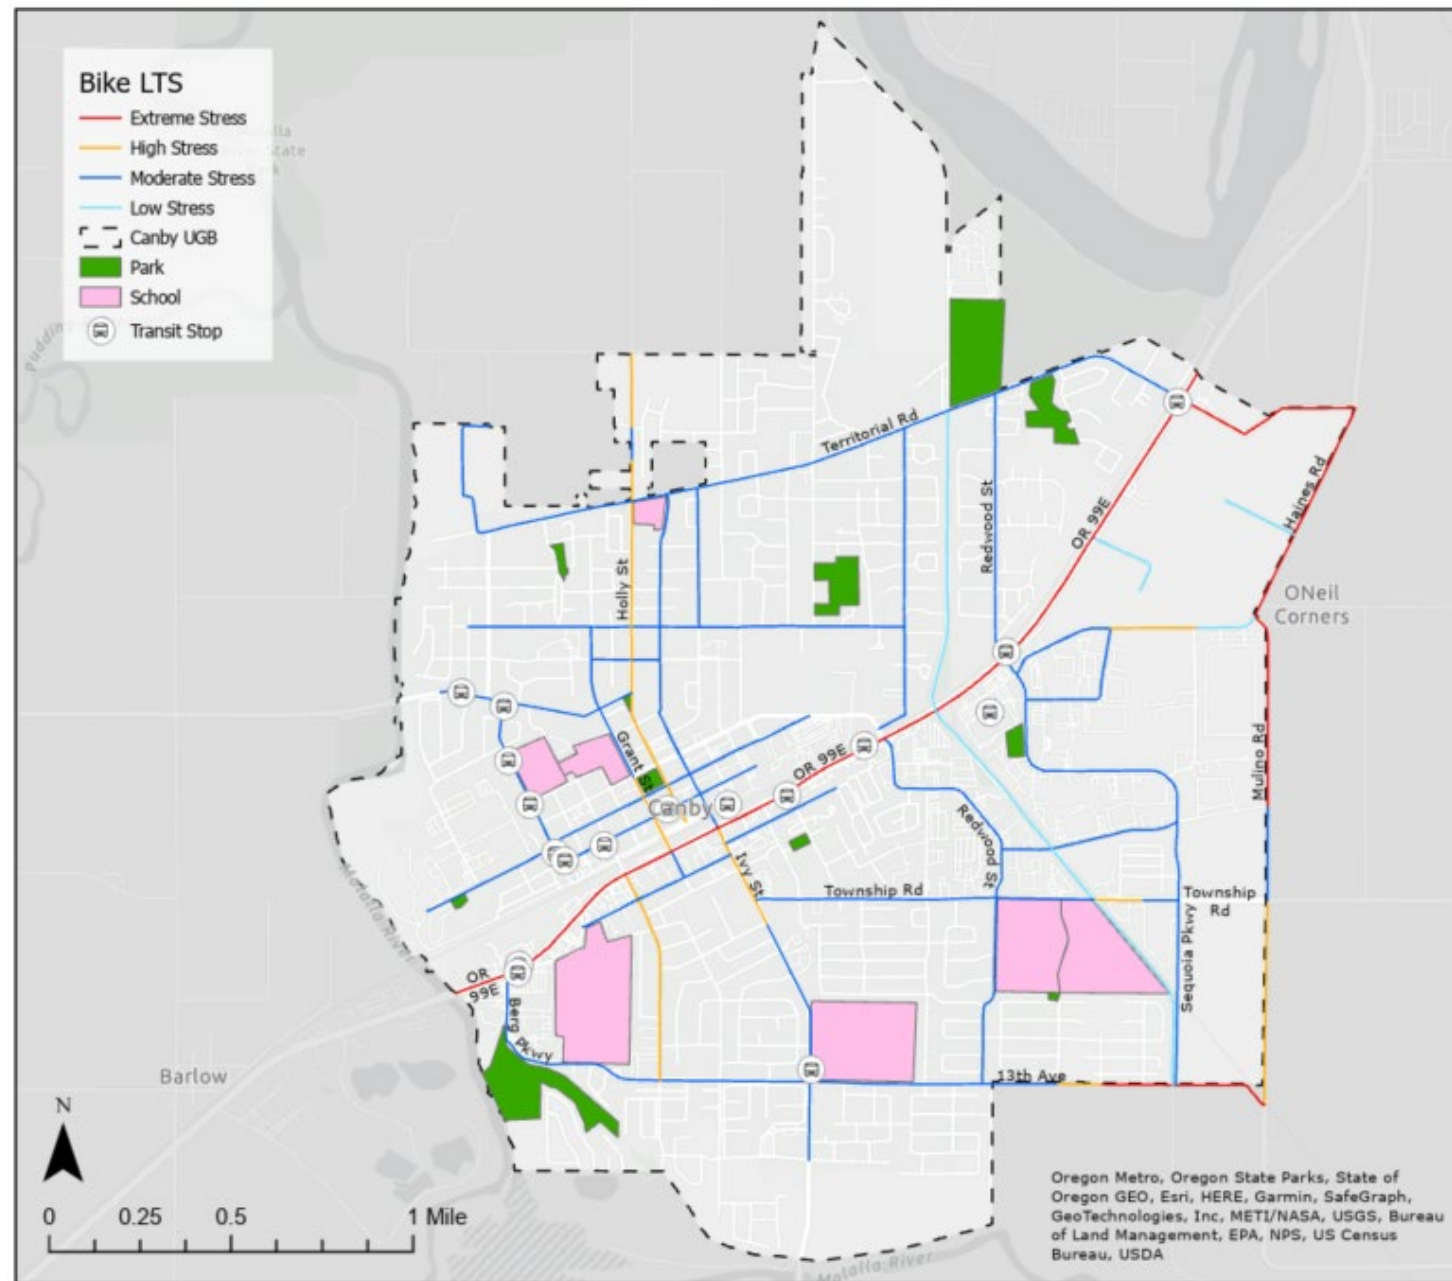 Bike LTS
Extreme Stress
High Stress
Moderate Stress
Low Stress
Canby UGB
Park
School
Transit Stop
Territorial Rd
Redwood St
OR 99E
Haines Rd
Holly St
ONeil
Corners
Grant St
Canby
OR 99E
Mulino Rd
Redwood St
Ivy St
Township Rd
Township
Rd
Sequoia Pkwy
Molalla River
OR
99E
Berg Pkwy
Barlow
13th Ave
N
0 0.25 0.5 1 Mile
Molalla River
Oregon Metro, Oregon State Parks, State of
Oregon GEO, Esri, HERE, Garmin, SafeGraph,
GeoTechnologies, Inc, METI/NASA, USGS, Bureau
of Land Management, EPA, NPS, US Census
Bureau, USDA